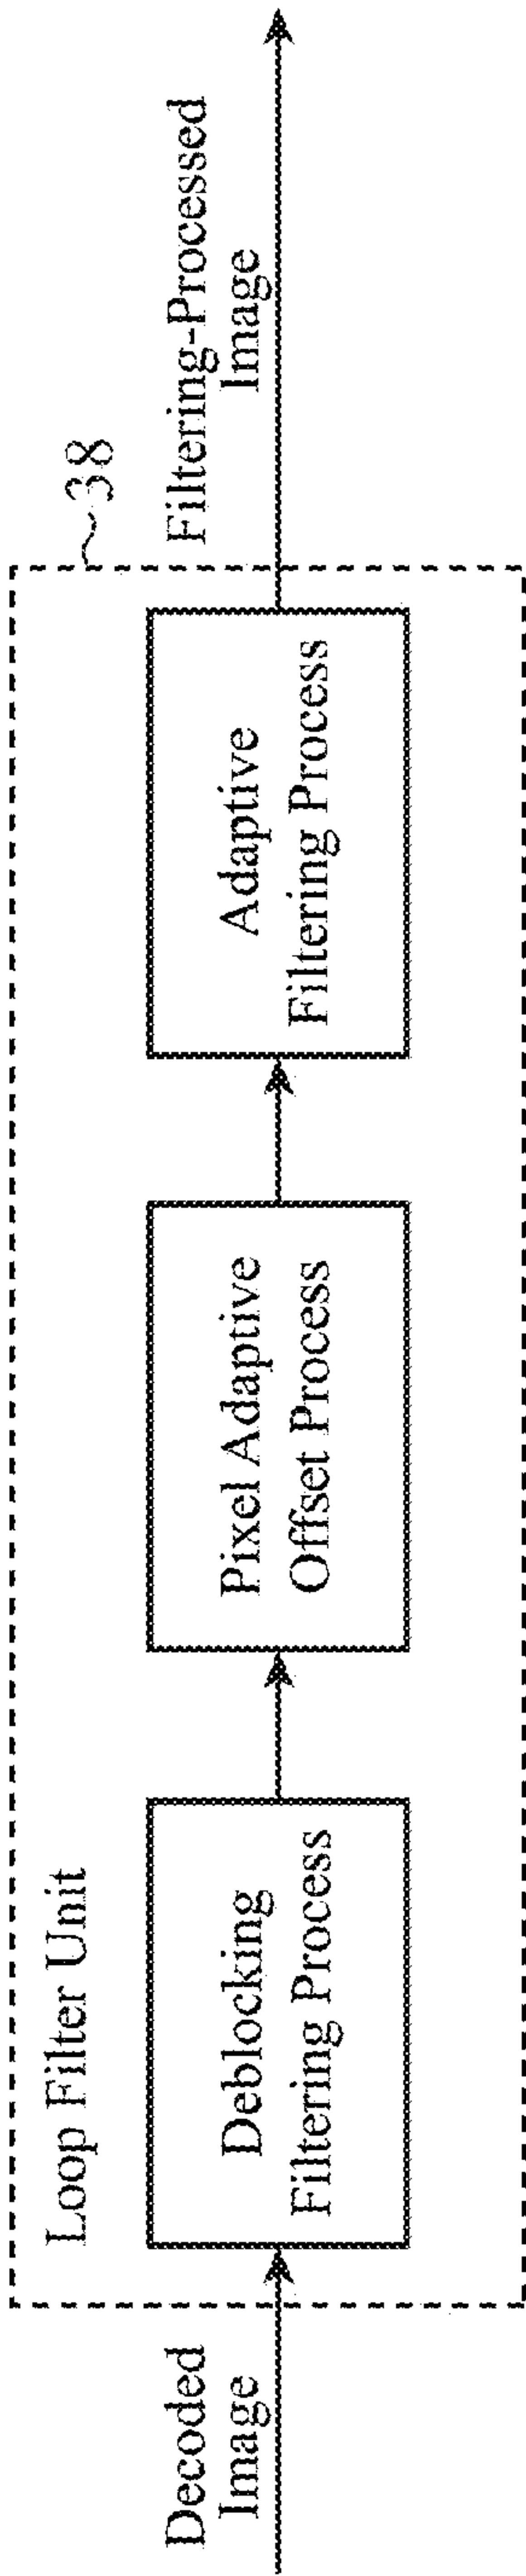 Decoded
Image
Loop Filter Unit
Deblocking
Filtering Process
Pixel Adaptive
Offset Process
Adaptive
Filtering Process
~38
Filtering-Processed
Image